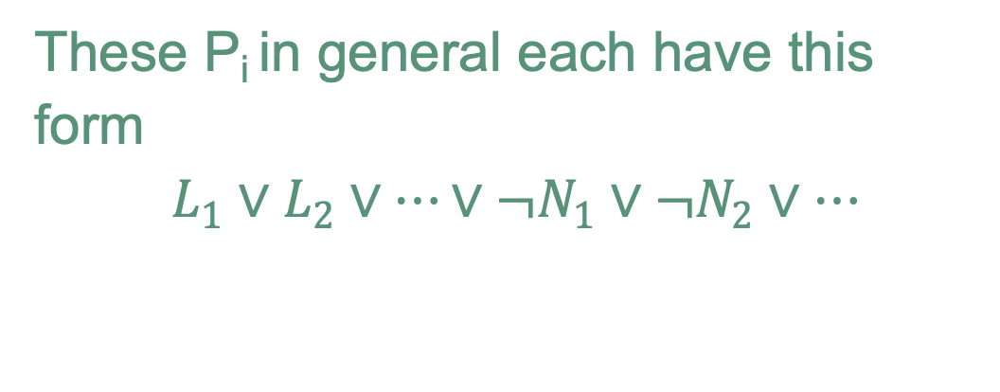 These Pᵢ in general each have this
form
L₁ ∨ L₂ ∨ ⋯ ∨ ¬N₁ ∨ ¬N₂ ∨ ⋯